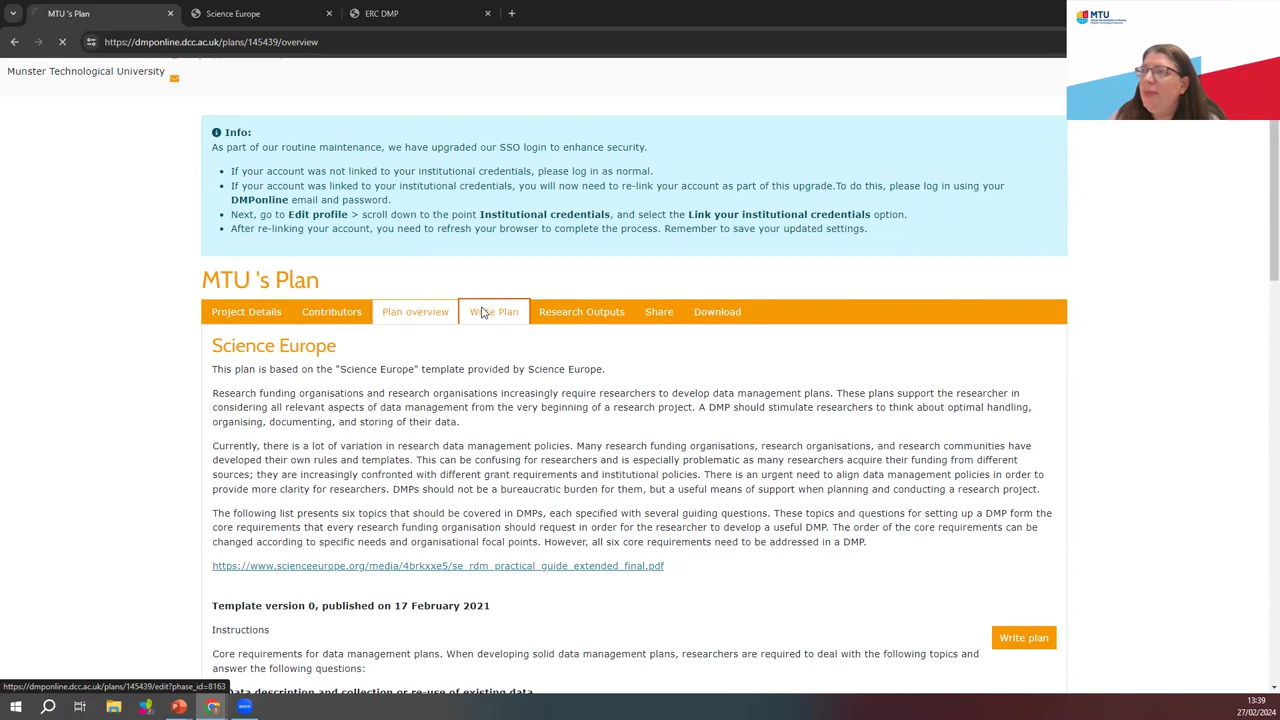 MTU 's Plan
Science Europe
ERC DMP
https://dmponline.dcc.ac.uk/plans/145439/overview
MTU
Munster Technological University
Info:
As part of our routine maintenance, we have upgraded our SSO login to enhance security.
If your account was not linked to your institutional credentials, please log in as normal.
If your account was linked to your institutional credentials, you will now need to re-link your account as part of this upgrade.To do this, please log in using your
DMPonline email and password.
Next, go to Edit profile > scroll down to the point Institutional credentials, and select the Link your institutional credentials option.
After re-linking your account, you need to refresh your browser to complete the process. Remember to save your updated settings.
MTU 's Plan
Project Details
Contributors
Plan overview
Write Plan
Research Outputs
Share
Download
Science Europe
This plan is based on the "Science Europe" template provided by Science Europe.
Research funding organisations and research organisations increasingly require researchers to develop data management plans. These plans support the researcher in
considering all relevant aspects of data management from the very beginning of a research project. A DMP should stimulate researchers to think about optimal handling,
organising, documenting, and storing of their data.
Currently, there is a lot of variation in research data management policies. Many research funding organisations, research organisations, and research communities have
developed their own rules and templates. This can be confusing for researchers and is especially problematic as many researchers acquire their funding from different
sources; they are increasingly confronted with different grant requirements and institutional policies. There is an urgent need to align data management policies in order to
provide more clarity for researchers. DMPs should not be a bureaucratic burden for them, but a useful means of support when planning and conducting a research project.
The following list presents six topics that should be covered in DMPs, each specified with several guiding questions. These topics and questions for setting up a DMP form the
core requirements that every research funding organisation should request in order for the researcher to develop a useful DMP. The order of the core requirements can be
changed according to specific needs and organisational focal points. However, all six core requirements need to be addressed in a DMP.
https://www.scienceeurope.org/media/4brkxxe5/se_rdm_practical_guide_extended_final.pdf
Template version 0, published on 17 February 2021
Instructions
Write plan
Core requirements for data management plans. When developing solid data management plans, researchers are required to deal with the following topics and
answer the following questions:
Data description and collection or re-use of existing data
https://dmponline.dcc.ac.uk/plans/145439/edit?phase_id=8163
13:39
27/02/2024